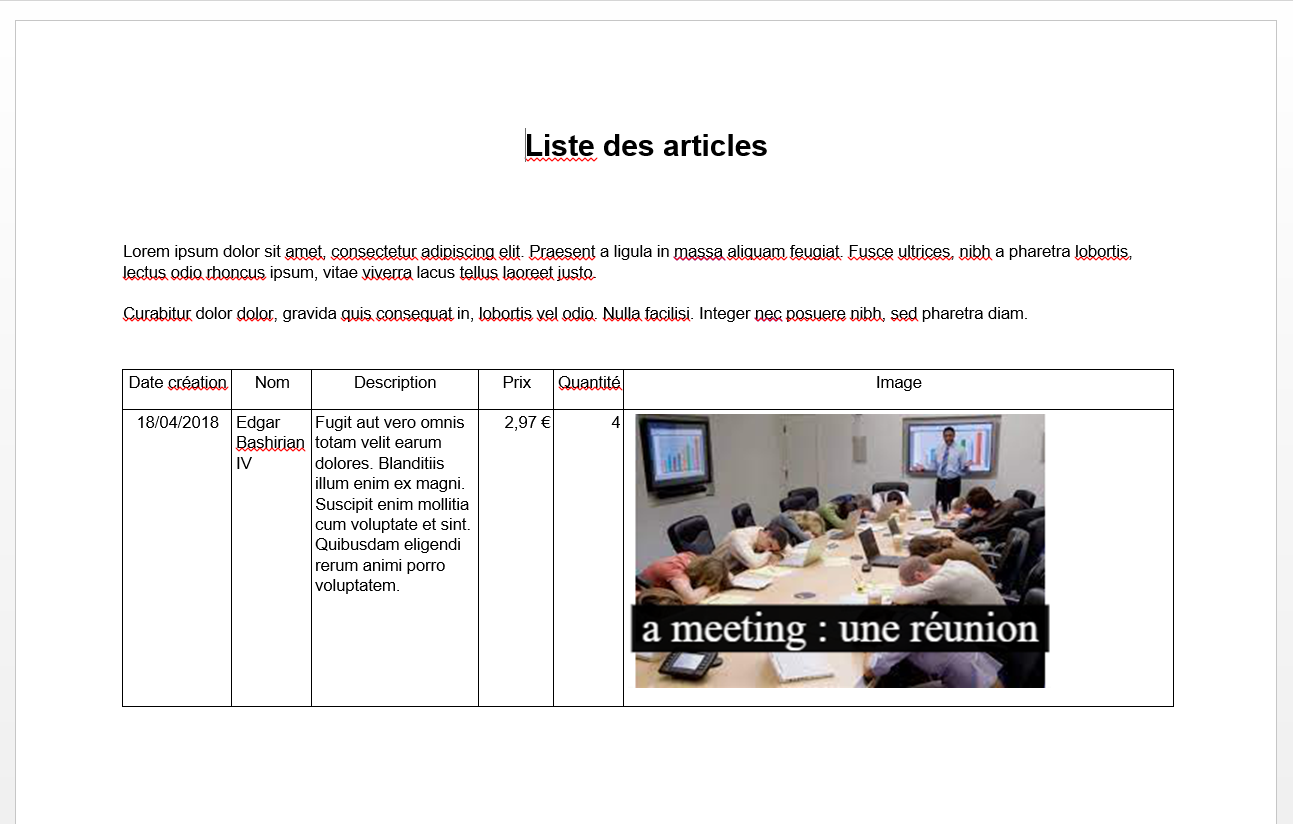 Liste des articles
Lorem ipsum dolor sit amet, consectetur adipiscing elit. Praesent a ligula in massa aliquam feugiat. Fusce ultrices, nibh a pharetra lobortis,
lectus odio rhoncus ipsum, vitae viverra lacus tellus laoreet justo.
Curabitur dolor dolor, gravida quis consequat in, lobortis vel odio. Nulla facilisi. Integer nec posuere nibh, sed pharetra diam.
Date création Nom Description Prix Quantité Image
18/04/2018
Edgar
Bashirian
IV
Fugit aut vero omnis
totam velit earum
dolores. Blanditiis
illum enim ex magni.
Suscipit enim mollitia
cum voluptate et sint.
Quibusdam eligendi
rerum animi porro
voluptatem.
2,97 €
4
a meeting : une réunion